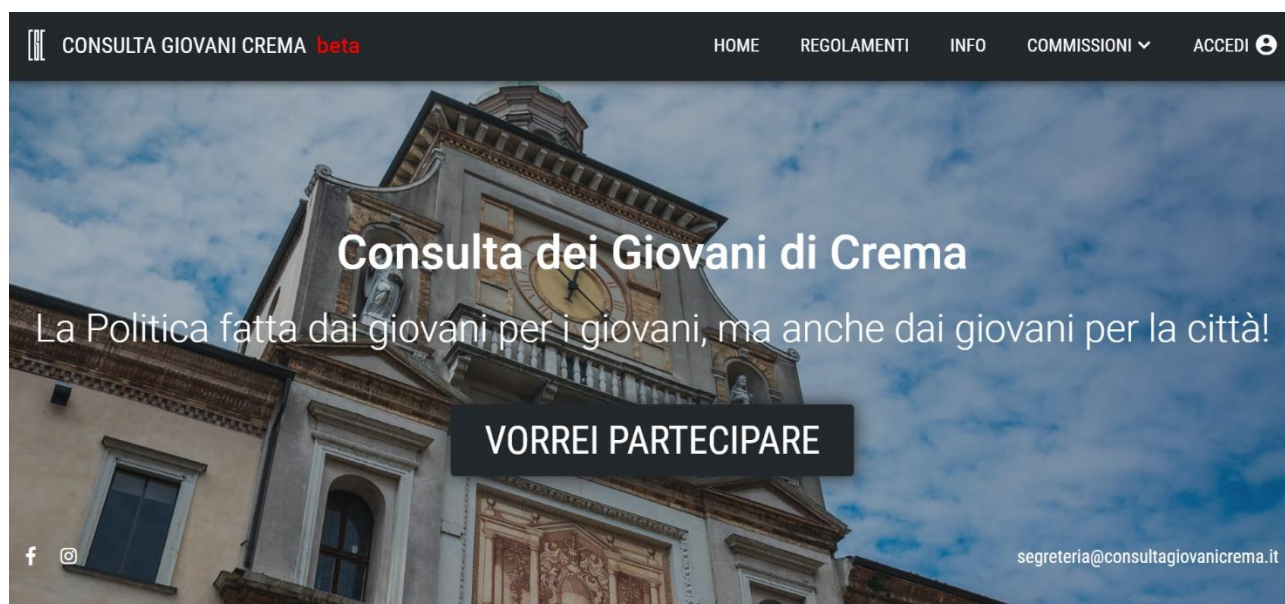 CONSULTA GIOVANI CREMA beta
HOME REGOLAMENTI INFO COMMISSIONI ACCEDI
Consulta dei Giovani di Crema
La Politica fatta dai giovani per i giovani, ma anche dai giovani per la città!
VORREI PARTECIPARE
segreteria@consultagiovanicrema.it